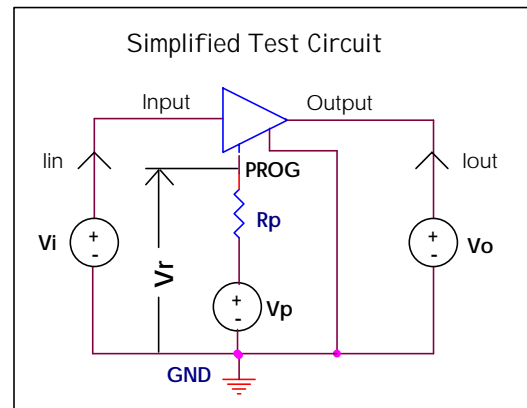 Simplified Test Circuit
Input
Output
Iin
PROG
Iout
Rp
Vi
+
-
Vr
Vo
+
-
Vp
+
-
GND